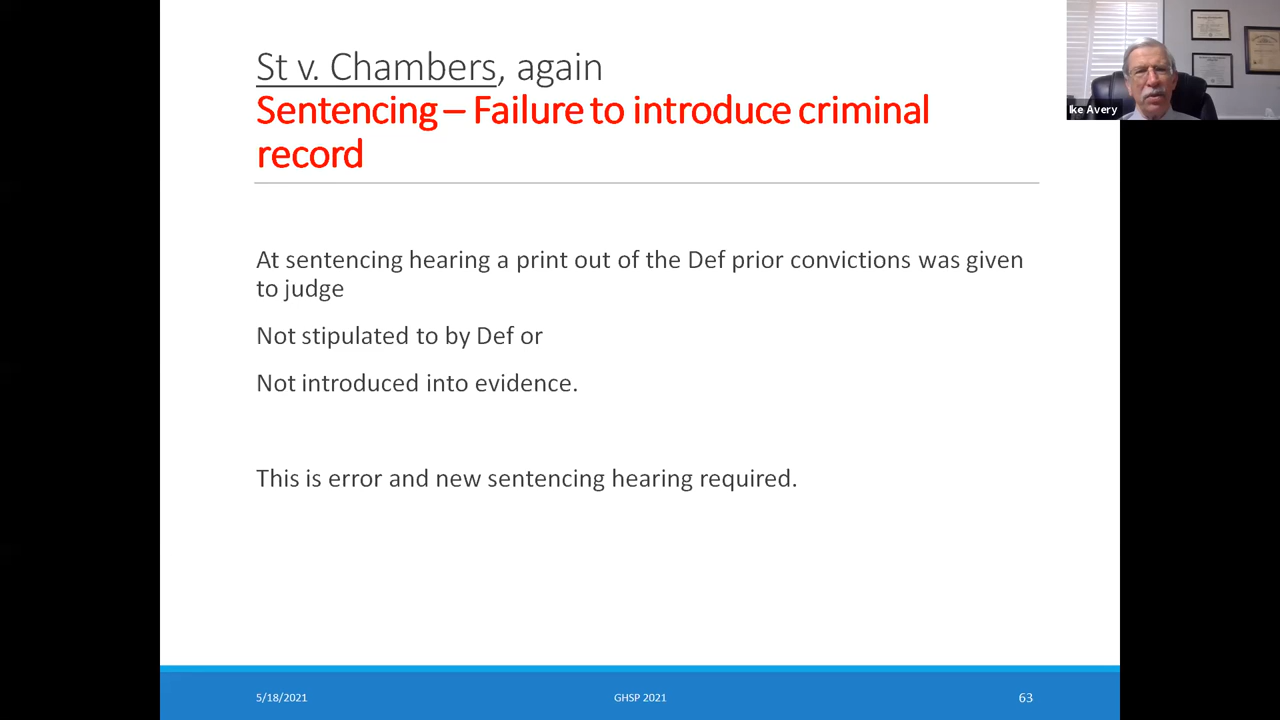 St v. Chambers, again
Sentencing – Failure to introduce criminal
record
Ike Avery
At sentencing hearing a print out of the Def prior convictions was given
to judge
Not stipulated to by Def or
Not introduced into evidence.
This is error and new sentencing hearing required.
5/18/2021
GHSP 2021
63